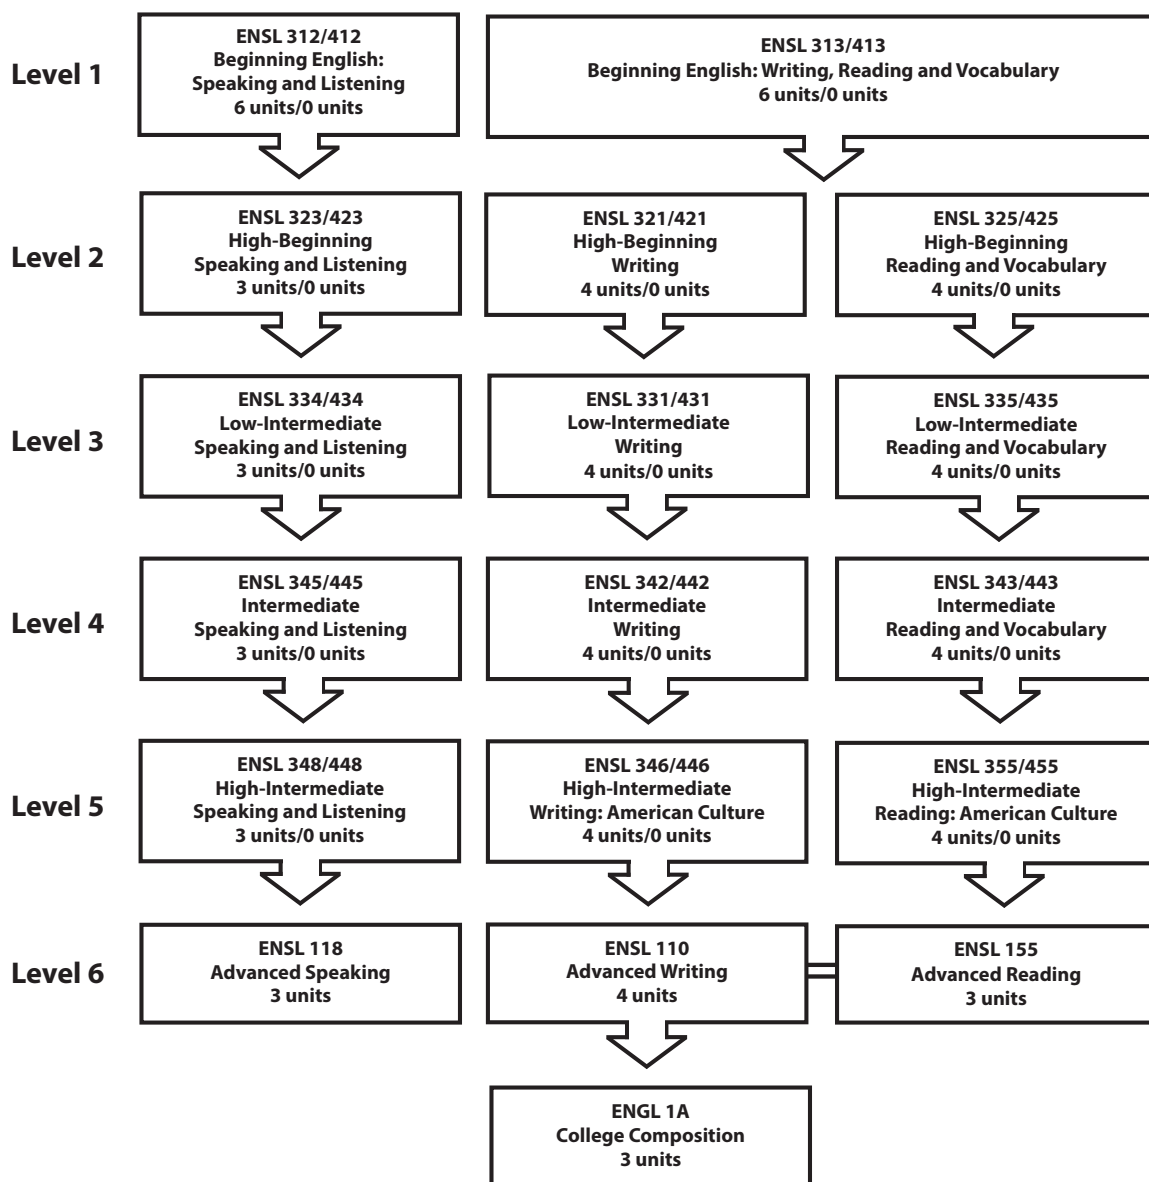 Level 1
ENSL 312/412
Beginning English:
Speaking and Listening
6 units/0 units
ENSL 313/413
Beginning English: Writing, Reading and Vocabulary
6 units/0 units
Level 2
ENSL 323/423
High-Beginning
Speaking and Listening
3 units/0 units
ENSL 321/421
High-Beginning
Writing
4 units/0 units
ENSL 325/425
High-Beginning
Reading and Vocabulary
4 units/0 units
Level 3
ENSL 334/434
Low-Intermediate
Speaking and Listening
3 units/0 units
ENSL 331/431
Low-Intermediate
Writing
4 units/0 units
ENSL 335/435
Low-Intermediate
Reading and Vocabulary
4 units/0 units
Level 4
ENSL 345/445
Intermediate
Speaking and Listening
3 units/0 units
ENSL 342/442
Intermediate
Writing
4 units/0 units
ENSL 343/443
Intermediate
Reading and Vocabulary
4 units/0 units
Level 5
ENSL 348/448
High-Intermediate
Speaking and Listening
3 units/0 units
ENSL 346/446
High-Intermediate
Writing: American Culture
4 units/0 units
ENSL 355/455
High-Intermediate
Reading: American Culture
4 units/0 units
Level 6
ENSL 118
Advanced Speaking
3 units
ENSL 110
Advanced Writing
4 units
ENSL 155
Advanced Reading
3 units
ENGL 1A
College Composition
3 units